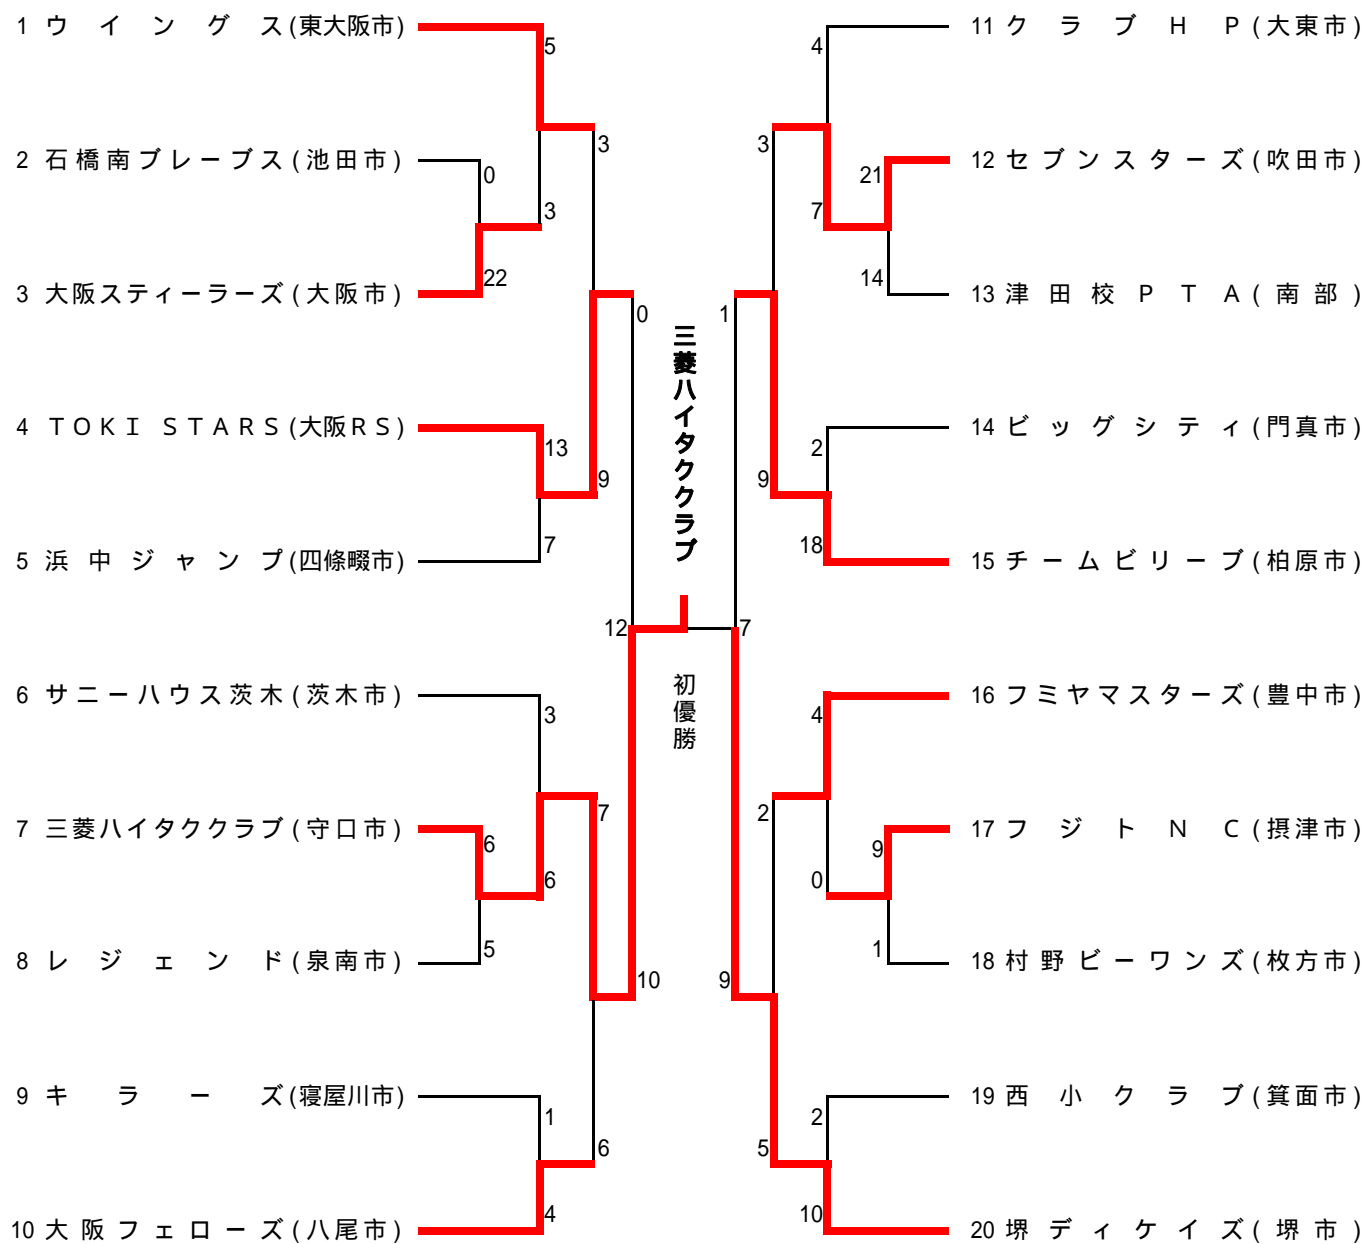 1 ウイングス(東大阪市)
5
2 石橋南ブレーブス(池田市)
0
3
3
22
3 大阪スティーラーズ(大阪市)
0
4 TOKI STARS(大阪RS)
13
9
7
5 浜中ジャンプ(四條畷市)
12
6 サニーハウス茨木(茨木市)
3
7
7 三菱ハイタククラブ(守口市)
6
6
5
8 レジェンド(泉南市)
10
9 キラーズ(寝屋川市)
1
6
4
10 大阪フェローズ(八尾市)
三菱ハイタククラブ
初優勝
11 クラブHP(大東市)
4
3
12 セブンスターズ(吹田市)
21
7
14
13 津田校PTA(南部)
1
14 ビッグシティ(門真市)
2
9
18
15 チームビリーブ(柏原市)
7
16 フミヤマスターズ(豊中市)
4
2
17 フジトNC(摂津市)
9
0
1
18 村野ビーワンズ(枚方市)
9
19 西小クラブ(箕面市)
2
5
10
20 堺ディケイズ(堺市)